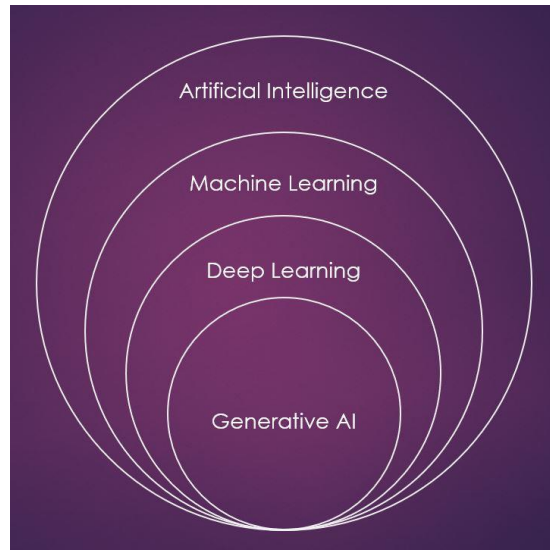 Artificial Intelligence
Machine Learning
Deep Learning
Generative AI